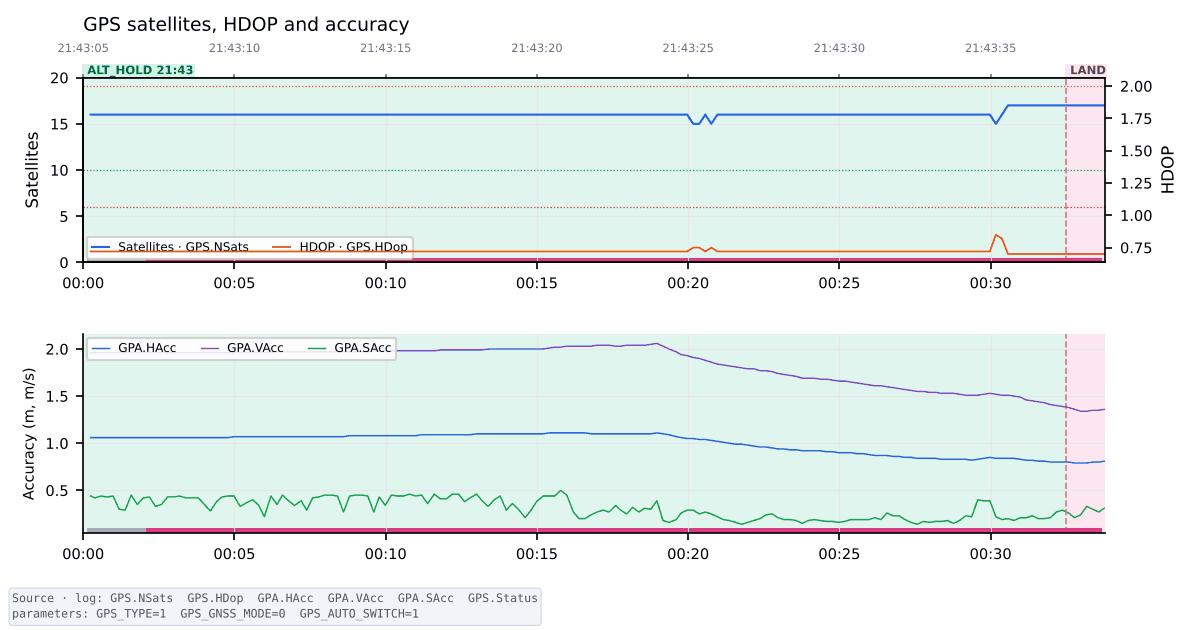 GPS satellites, HDOP and accuracy
21:43:05 21:43:10 21:43:15 21:43:20 21:43:25 21:43:30 21:43:35
ALT_HOLD 21:43 LAND
20 2.00
15 1.75
1.50
10 1.25
5 1.00
0.75
0
Satellites
HDOP
Satellites · GPS.NSats HDOP · GPS.HDop
00:00 00:05 00:10 00:15 00:20 00:25 00:30
GPA.HAcc GPA.VAcc GPA.SAcc
2.0
1.5
1.0
0.5
Accuracy (m, m/s)
00:00 00:05 00:10 00:15 00:20 00:25 00:30
Source · log: GPS.NSats GPS.HDop GPA.HAcc GPA.VAcc GPA.SAcc GPS.Status
parameters: GPS_TYPE=1 GPS_GNSS_MODE=0 GPS_AUTO_SWITCH=1